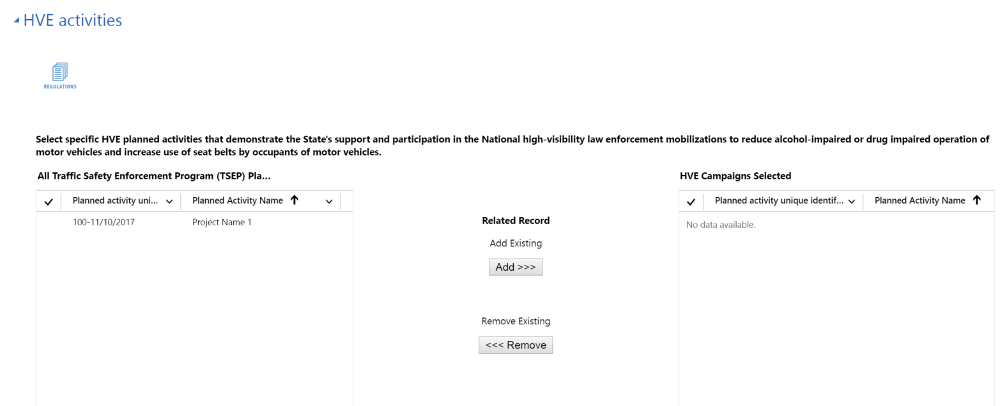 HVE activities
REGULATIONS
Select specific HVE planned activities that demonstrate the State's support and participation in the National high-visibility law enforcement mobilizations to reduce alcohol-impaired or drug impaired operation of
motor vehicles and increase use of seat belts by occupants of motor vehicles.
All Traffic Safety Enforcement Program (TSEP) Pla...
Planned activity uni... Planned Activity Name
100-11/10/2017 Project Name 1
Related Record
Add Existing
Add >>>
Remove Existing
<<< Remove
HVE Campaigns Selected
Planned activity unique identif... Planned Activity Name
No data available.